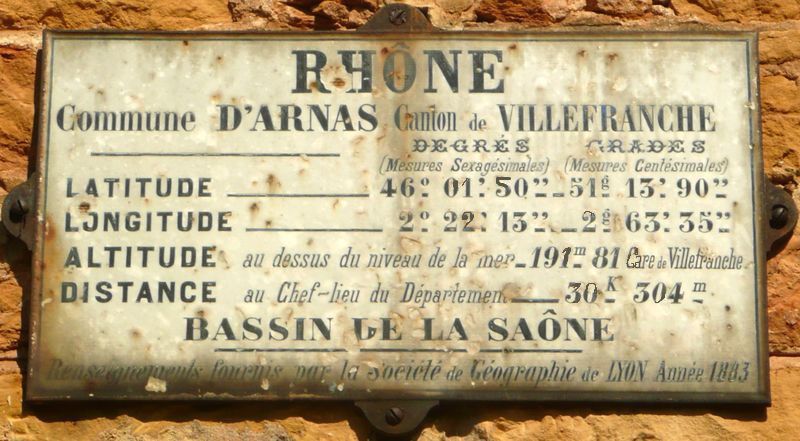 RHÔNE
Commune D'ARNAS Canton de VILLEFRANCHE
DEGRÉS GRADES
(Mesures Sexagésimales) (Mesures Centésimales)
LATITUDE 46° 01' 50" 51g 13' 90"
LONGITUDE 2° 22' 13" 2g 63' 35"
ALTITUDE au dessus du niveau de la mer 191m 81 Gare de Villefranche
DISTANCE au Chef-lieu du Département 30K 304m
BASSIN DE LA SAÔNE
Renseignements fournis par la Société de Géographie de LYON Année 1883